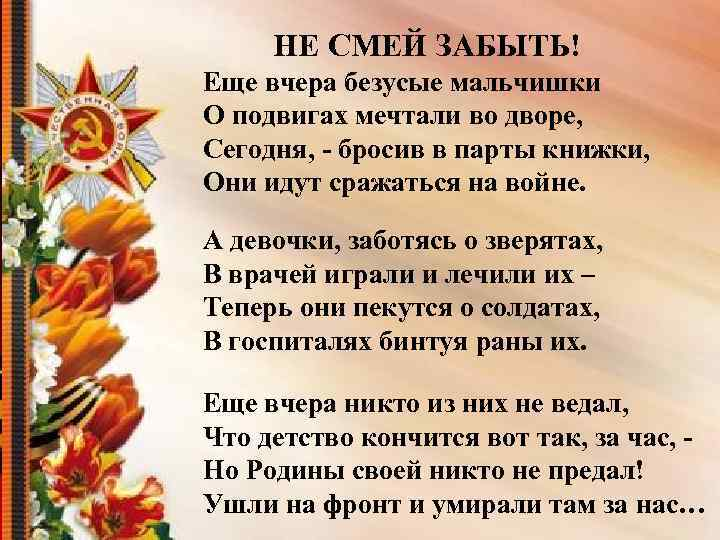 НЕ СМЕЙ ЗАБЫТЬ!
Еще вчера безусые мальчишки
О подвигах мечтали во дворе,
Сегодня, - бросив в парты книжки,
Они идут сражаться на войне.
А девочки, заботясь о зверятах,
В врачей играли и лечили их –
Теперь они пекутся о солдатах,
В госпиталях бинтуя раны их.
Еще вчера никто из них не ведал,
Что детство кончится вот так, за час, -
Но Родины своей никто не предал!
Ушли на фронт и умирали там за нас…
ОТЕЧЕСТВЕННАЯ ВОЙНА